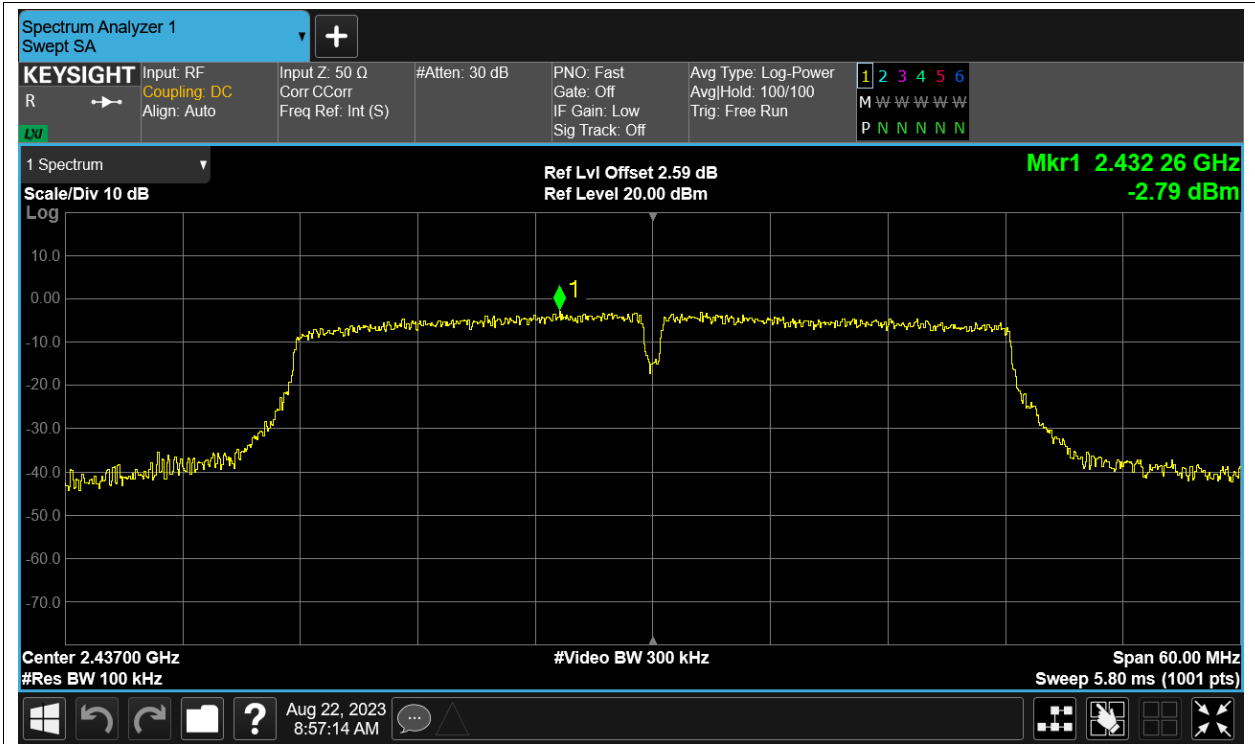 Spectrum Analyzer 1
Swept SA
KEYSIGHT
R
LXI
Input: RF
Coupling: DC
Align: Auto
Input Z: 50 Ω
Corr CCorr
Freq Ref: Int (S)
#Atten: 30 dB
PNO: Fast
Gate: Off
IF Gain: Low
Sig Track: Off
Avg Type: Log-Power
Avg|Hold: 100/100
Trig: Free Run
1 2 3 4 5 6
M W W W W W
P N N N N N
1 Spectrum
Scale/Div 10 dB
Log
Ref Lvl Offset 2.59 dB
Ref Level 20.00 dBm
Mkr1 2.432 26 GHz
-2.79 dBm
10.0
0.00
-10.0
-20.0
-30.0
-40.0
-50.0
-60.0
-70.0
1
Center 2.43700 GHz
#Res BW 100 kHz
#Video BW 300 kHz
Span 60.00 MHz
Sweep 5.80 ms (1001 pts)
?
Aug 22, 2023
8:57:14 AM